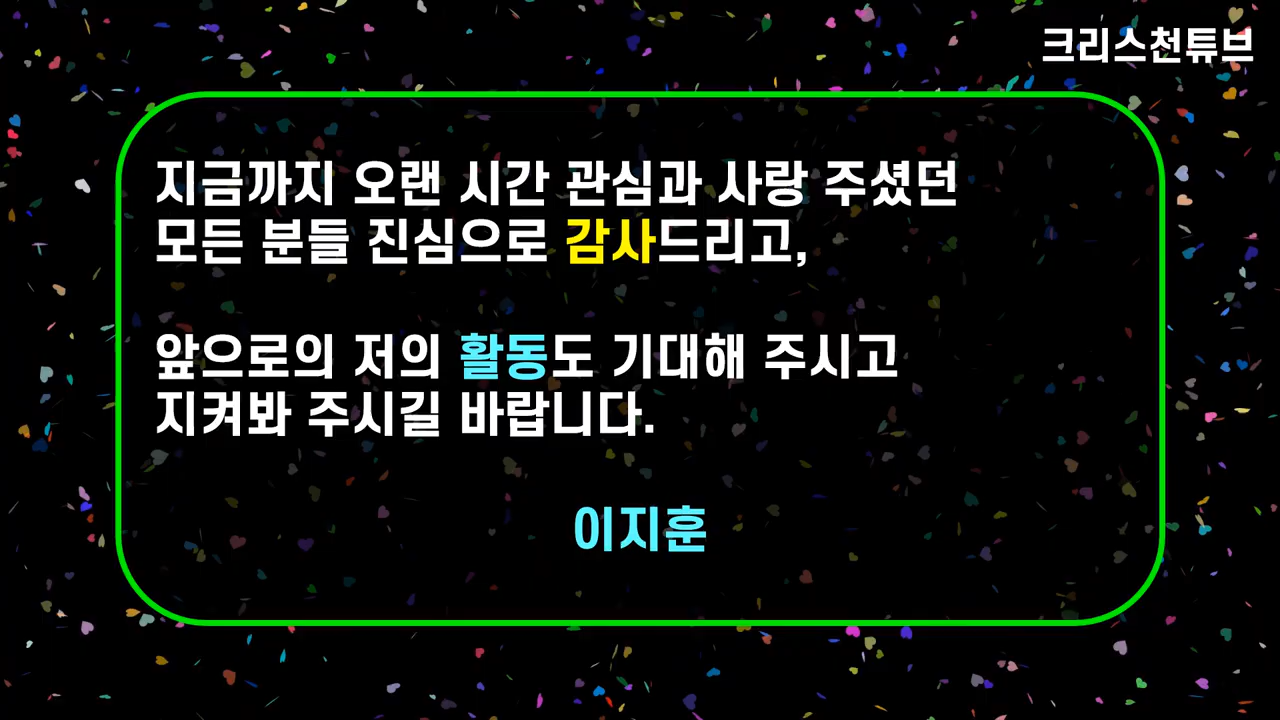 크리스천튜브
지금까지 오랜 시간 관심과 사랑 주셨던
모든 분들 진심으로 감사드리고,
앞으로의 저의 활동도 기대해 주시고
지켜봐 주시길 바랍니다.
이지훈